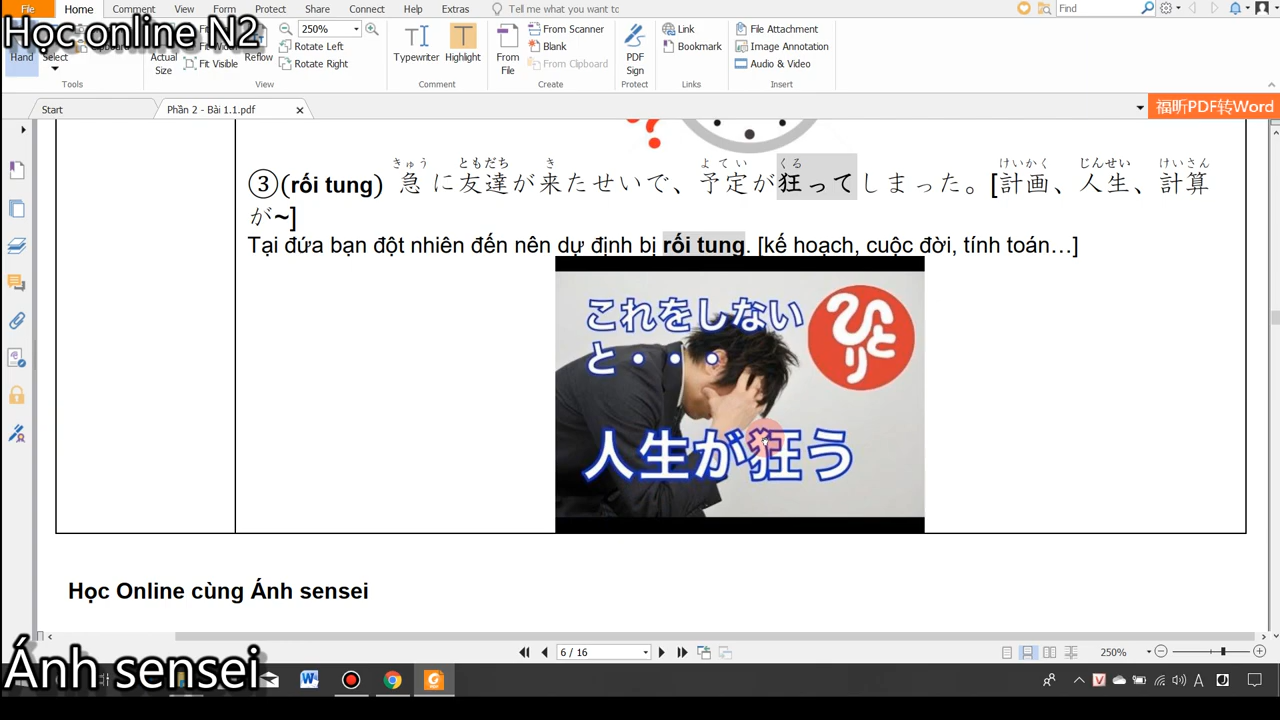 File Home Comment View Form Protect Share Connect Help Extras Tell me what you want to Find
Học online N2
Hand
Select
Clipboard
Actual Size
Fit Width
Fit Visible
Reflow
250%
Rotate Left
Rotate Right
Typewriter
Highlight
From File
From Scanner
Blank
From Clipboard
PDF Sign
Link
Bookmark
File Attachment
Image Annotation
Audio & Video
Tools View Comment Create Protect Links Insert
Start Phần 2 - Bài 1.1.pdf
福昕PDF转Word
きゅう ともだち き よてい くる けいかく じんせい けいさん
③(rối tung) 急に友達が来たせいで、予定が狂ってしまった。[計画、人生、計算
が~]
Tại đứa bạn đột nhiên đến nên dự định bị rối tung. [kế hoạch, cuộc đời, tính toán…]
これをしない
と・・・
ひとり
人生が狂う
Học Online cùng Ánh sensei
6 / 16
250%
Ánh sensei